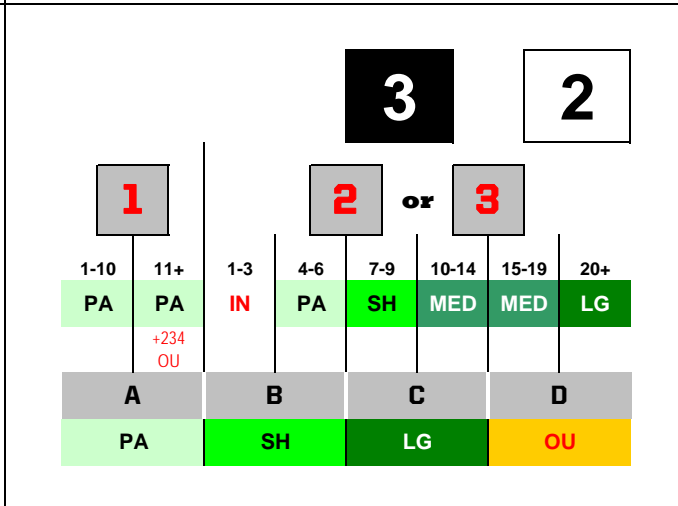 3 2
1 2 or 3
1-10 11+ 1-3 4-6 7-9 10-14 15-19 20+
PA PA IN PA SH MED MED LG
+234
OU
A B C D
PA SH LG OU